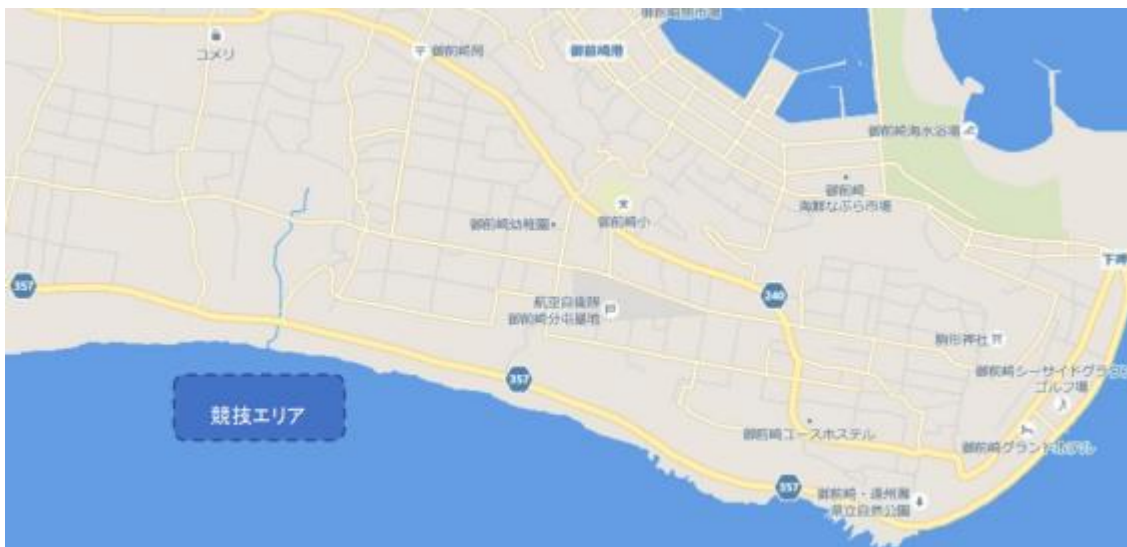 御前崎港
コメリ
御前崎局
御前崎海水浴場
御前崎
海鮮なぶら市場
御前崎幼稚園
御前崎小
357
240
航空自衛隊
御前崎分屯基地
駒形神社
御前崎シーサイドグラウンド
ゴルフ場
357
競技エリア
御前崎ユースホステル
御前崎グランドホテル
357
御前崎・遠州灘
県立自然公園